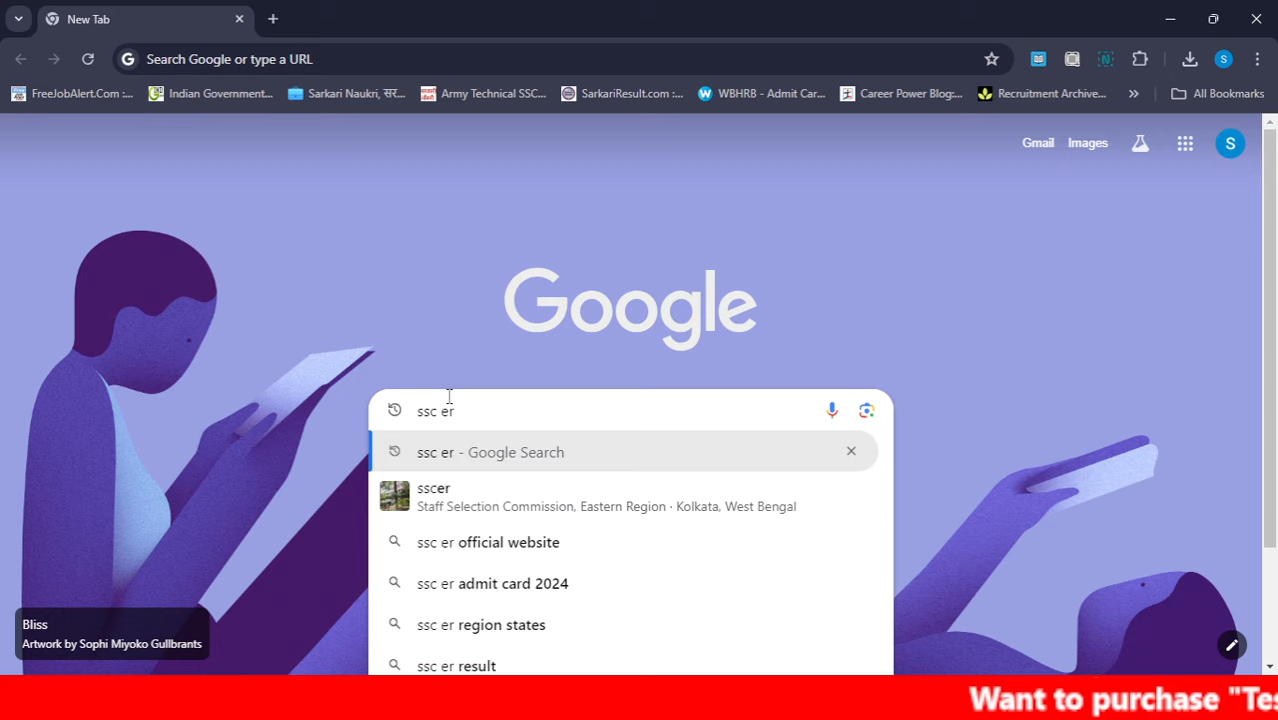 New Tab
Search Google or type a URL
FreeJobAlert.Com :...
Indian Government...
Sarkari Naukri, सर...
Army Technical SSC...
SarkariResult.com :...
WBHRB - Admit Car...
Career Power Blog:...
Recruitment Archive...
All Bookmarks
Gmail
Images
S
S
Google
ssc er
ssc er - Google Search
sscer
Staff Selection Commission, Eastern Region · Kolkata, West Bengal
ssc er official website
ssc er admit card 2024
ssc er region states
ssc er result
Bliss
Artwork by Sophi Miyoko Gullbrants
Want to purchase "Tes